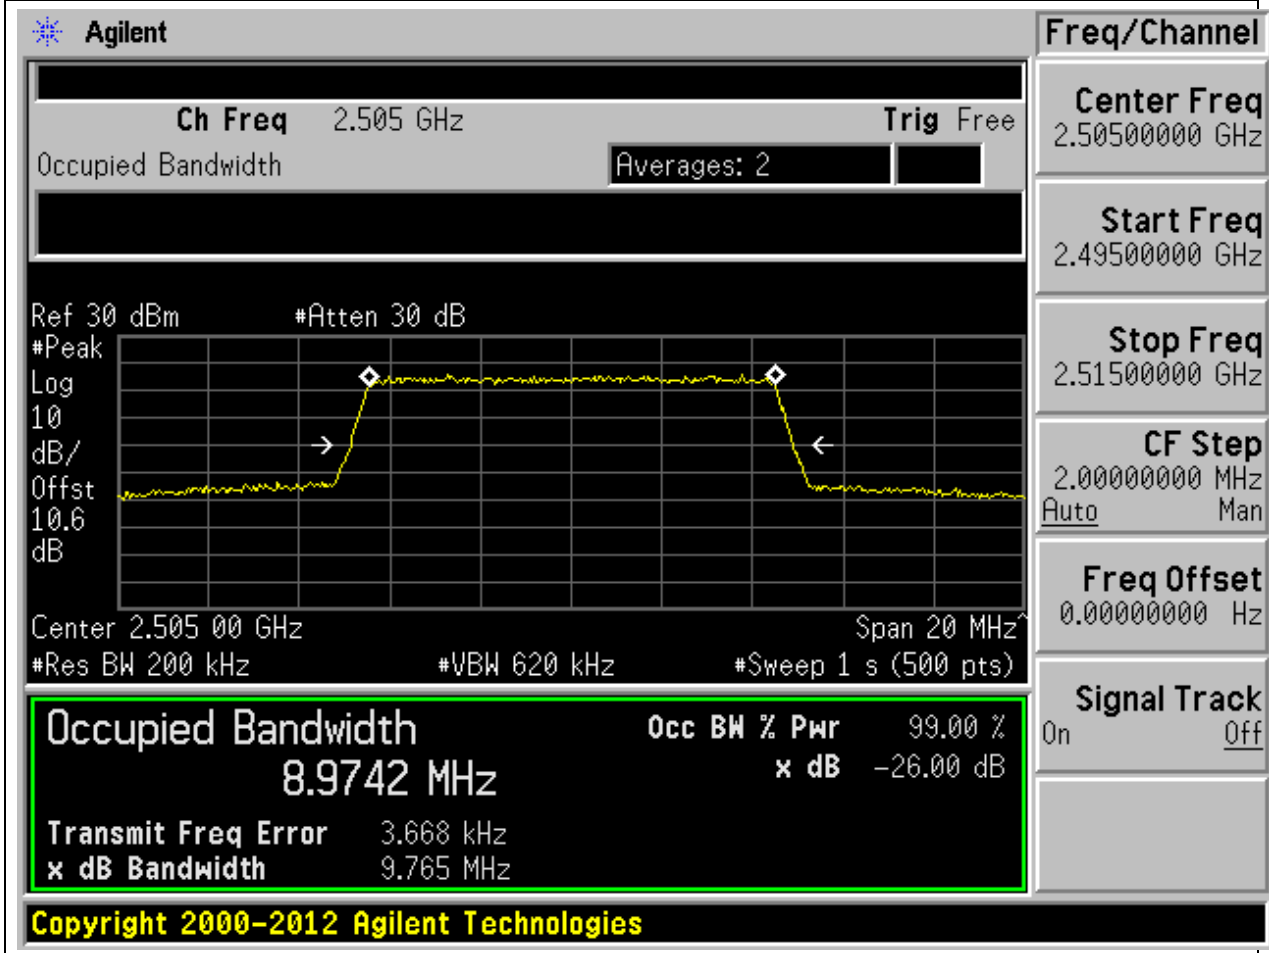 Agilent
Freq/Channel
Ch Freq 2.505 GHz Trig Free
Occupied Bandwidth Averages: 2
Center Freq
2.50500000 GHz
Start Freq
2.49500000 GHz
Stop Freq
2.51500000 GHz
CF Step
2.00000000 MHz
Auto Man
Freq Offset
0.00000000 Hz
Signal Track
On Off
Ref 30 dBm #Atten 30 dB
#Peak
Log
10
dB/
Offst
10.6
dB
Center 2.505 00 GHz Span 20 MHz^
#Res BW 200 kHz #VBW 620 kHz #Sweep 1 s (500 pts)
Occupied Bandwidth Occ BW % Pwr 99.00 %
8.9742 MHz x dB -26.00 dB
Transmit Freq Error 3.668 kHz
x dB Bandwidth 9.765 MHz
Copyright 2000-2012 Agilent Technologies